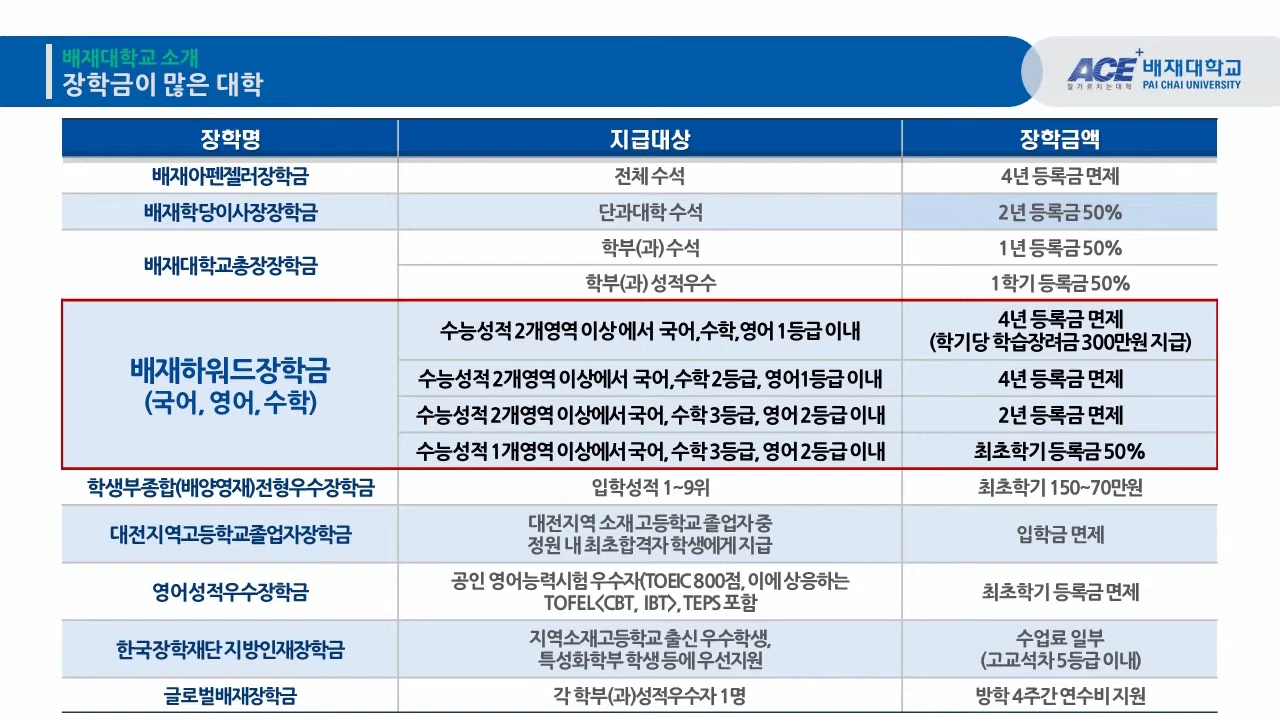 배재대학교 소개
장학금이 많은 대학
ACE+
잘가르치는대학
배재대학교
PAI CHAI UNIVERSITY
장학명 지급대상 장학금액
배재아펜젤러장학금 전체 수석 4년 등록금 면제
배재학당이사장장학금 단과대학 수석 2년 등록금 50%
배재대학교총장장학금
학부(과) 수석 1년 등록금 50%
학부(과) 성적우수 1학기 등록금 50%
배재하워드장학금
(국어, 영어, 수학)
수능성적 2개영역 이상에서 국어,수학,영어 1등급 이내
4년 등록금 면제
(학기당 학습장려금 300만원 지급)
수능성적 2개영역 이상에서 국어,수학 2등급, 영어1등급 이내 4년 등록금 면제
수능성적 2개영역 이상에서 국어, 수학 3등급, 영어 2등급 이내 2년 등록금 면제
수능성적 1개영역 이상에서 국어, 수학 3등급, 영어 2등급 이내 최초학기 등록금 50%
학생부종합(배양영재)전형우수장학금 입학성적 1~9위 최초학기 150~70만원
대전지역고등학교졸업자장학금
대전지역 소재 고등학교 졸업자 중
정원 내 최초합격자 학생에게 지급
입학금 면제
영어성적우수장학금
공인 영어능력시험 우수자(TOEIC 800점, 이에 상응하는
TOFEL<CBT, IBT>, TEPS 포함
최초학기 등록금 면제
한국장학재단 지방인재장학금
지역소재고등학교 출신 우수학생,
특성화학부 학생 등에 우선지원
수업료 일부
(고교석차 5등급 이내)
글로벌배재장학금 각 학부(과)성적우수자 1명 방학 4주간 연수비 지원